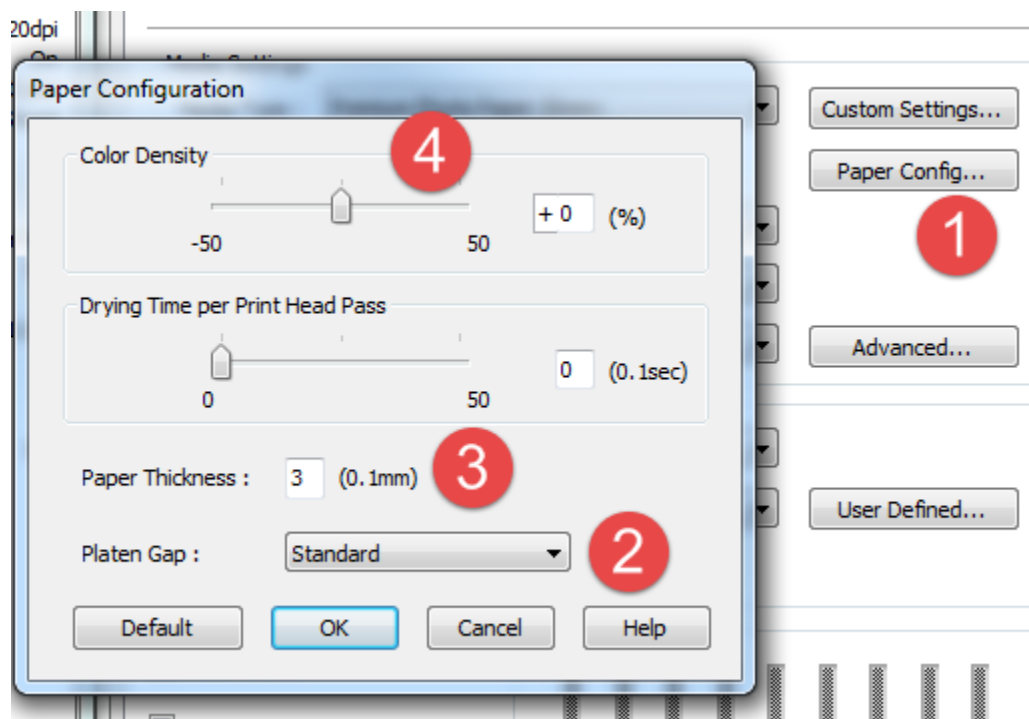 20dpi
On
Paper Configuration
Custom Settings...
Color Density
4
Paper Config...
+ 0 (%)
1
-50 50
Drying Time per Print Head Pass
Advanced...
0 (0.1sec)
0 50
Paper Thickness : 3 (0.1mm) 3
User Defined...
Platen Gap : Standard 2
Default OK Cancel Help